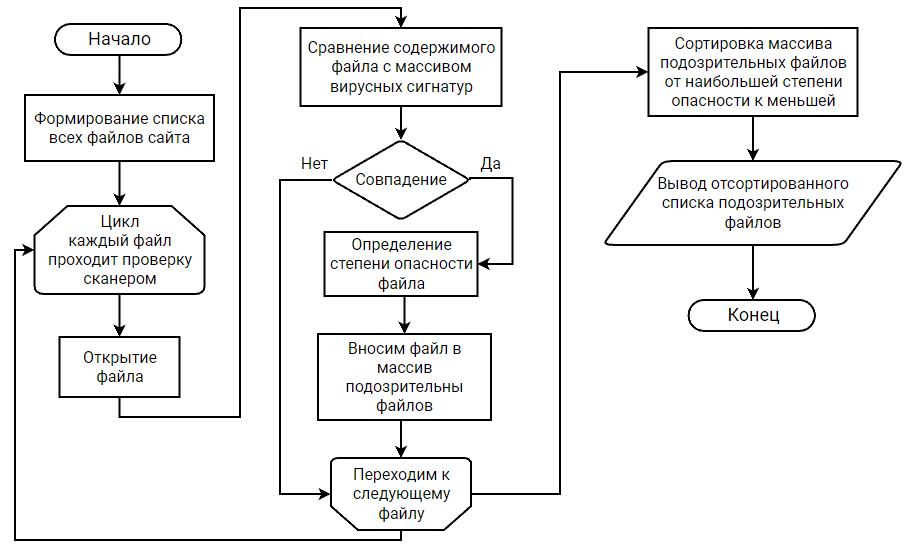 Начало
Формирование списка
всех файлов сайта
Цикл
каждый файл
проходит проверку
сканером
Открытие
файла
Сравнение содержимого
файла с массивом
вирусных сигнатур
Нет
Совпадение
Да
Определение
степени опасности
файла
Вносим файл в
массив
подозрительны
файлов
Переходим к
следующему
файлу
Сортировка массива
подозрительных файлов
от наибольшей степени
опасности к меньшей
Вывод отсортированного
списка подозрительных
файлов
Конец